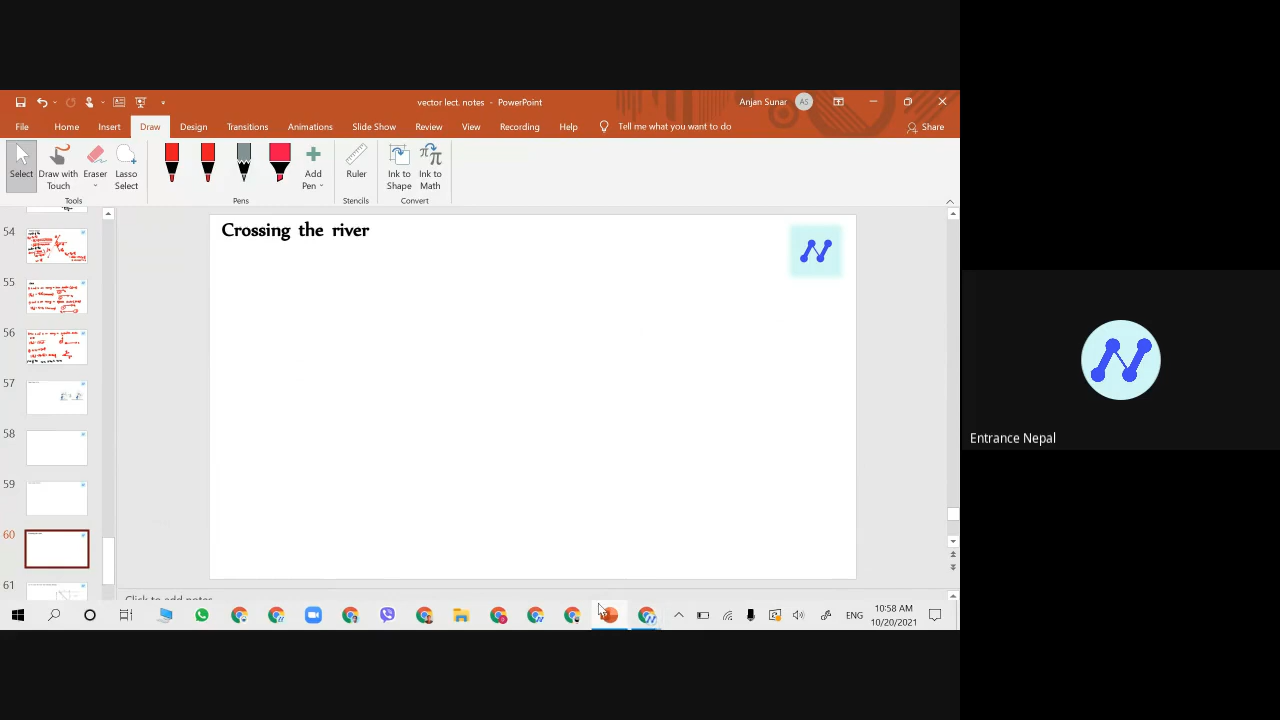 vector lect. notes - PowerPoint
Anjan Sunar
AS
File
Home
Insert
Draw
Design
Transitions
Animations
Slide Show
Review
View
Recording
Help
Tell me what you want to do
Share
Select
Draw with Touch
Eraser
Lasso Select
Add Pen
Ruler
Ink to Shape
Ink to Math
Tools
Pens
Stencils
Convert
54
55
56
57
58
59
60
61
Crossing the river
Click to add notes
Entrance Nepal
ENG
10:58 AM
10/20/2021